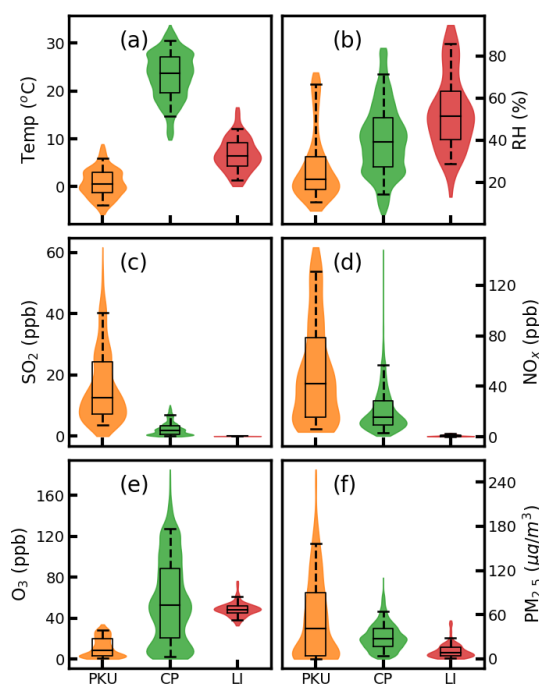 (a)
(b)
30
20
10
0
Temp (°C)
80
60
40
20
RH (%)
(c)
(d)
60
40
20
0
SO₂ (ppb)
120
80
40
0
NOₓ (ppb)
(e)
(f)
160
120
80
40
0
O₃ (ppb)
240
180
120
60
0
PM₂.₅ (μg/m³)
PKU CP LI PKU CP LI